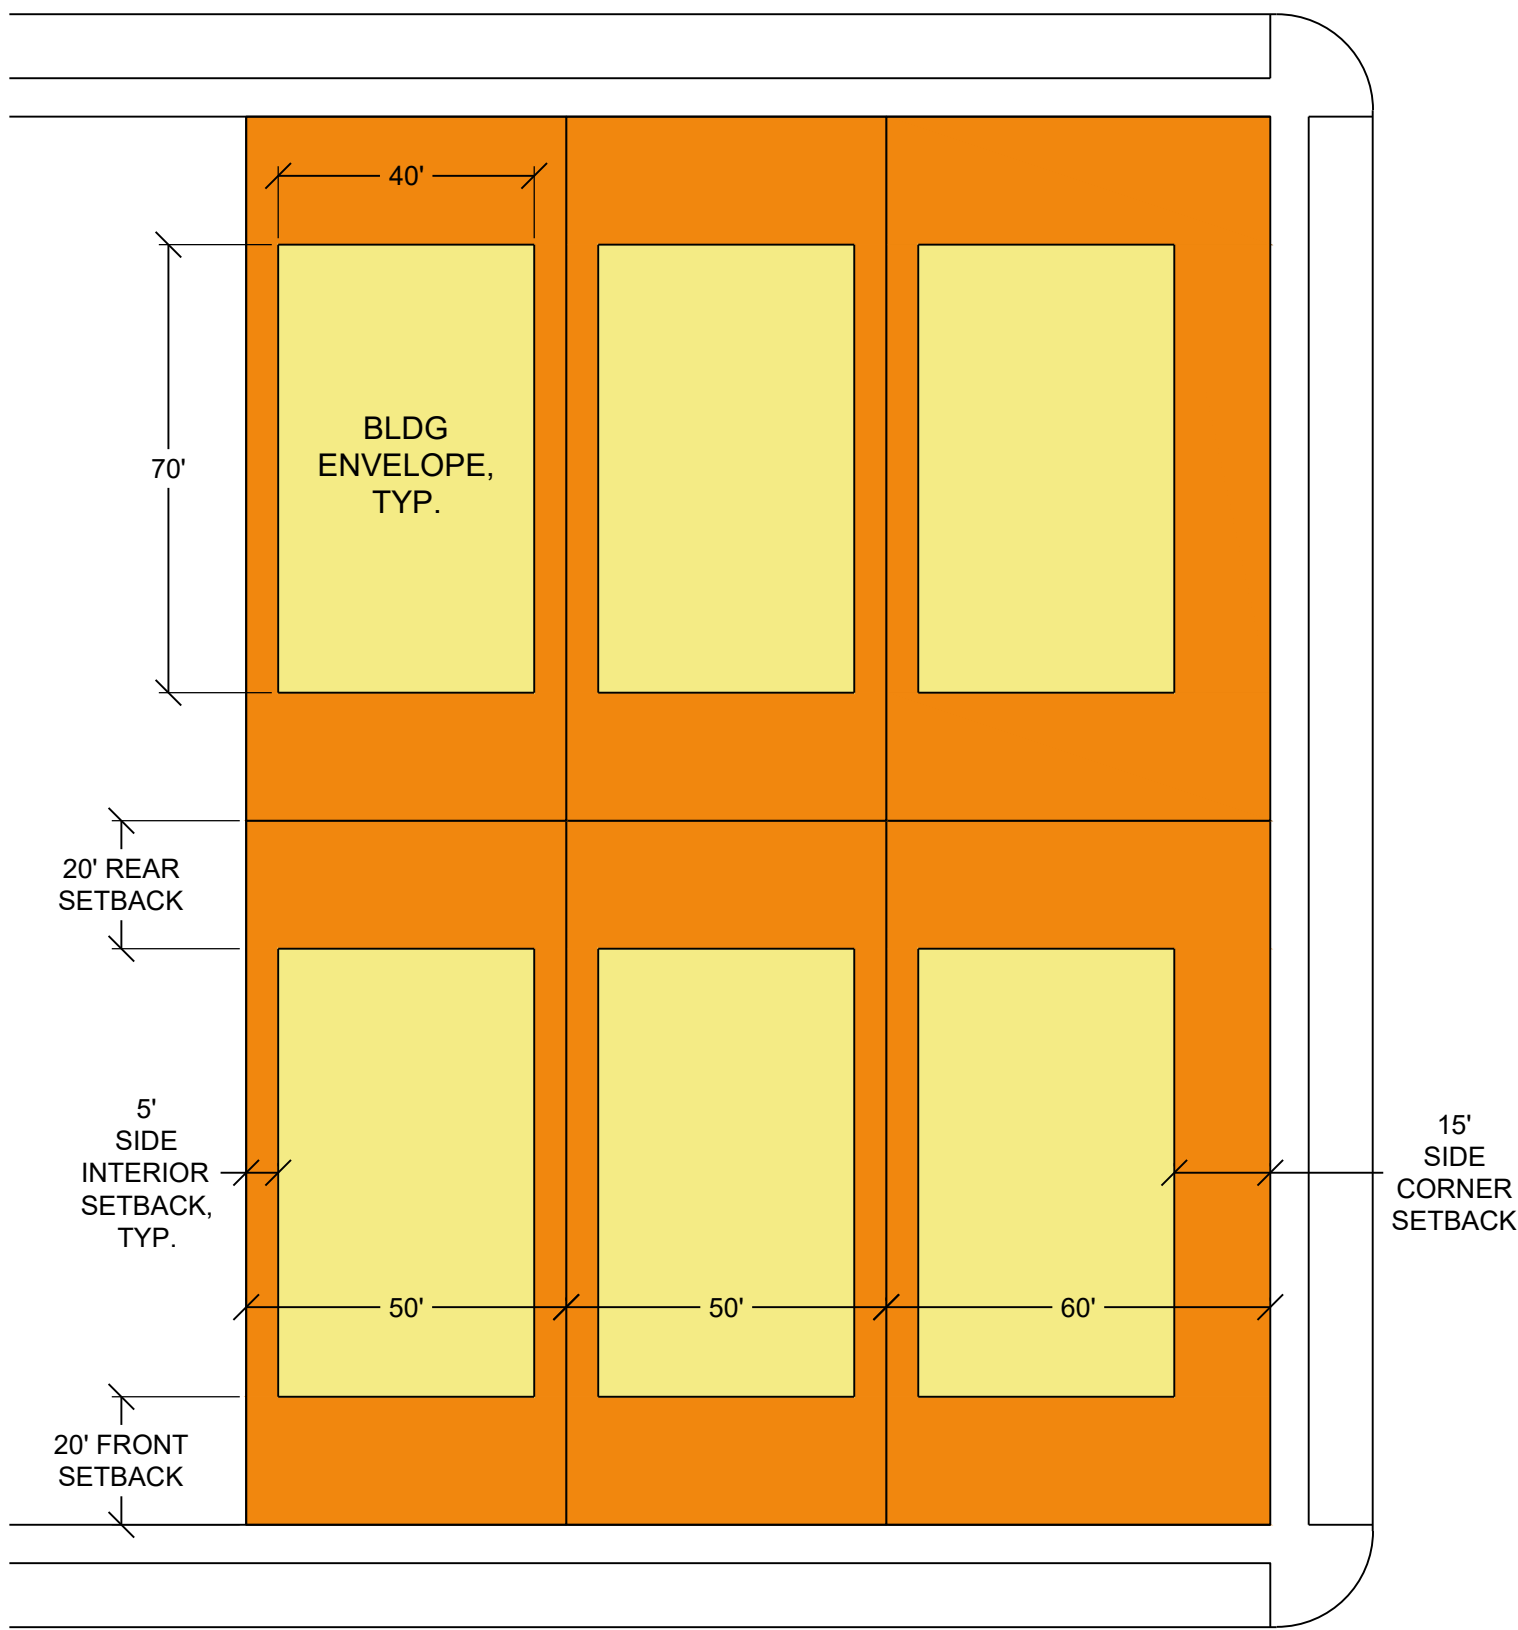 40'
70'
BLDG
ENVELOPE,
TYP.
20' REAR
SETBACK
5'
SIDE
INTERIOR
SETBACK,
TYP.
15'
SIDE
CORNER
SETBACK
50'
50'
60'
20' FRONT
SETBACK